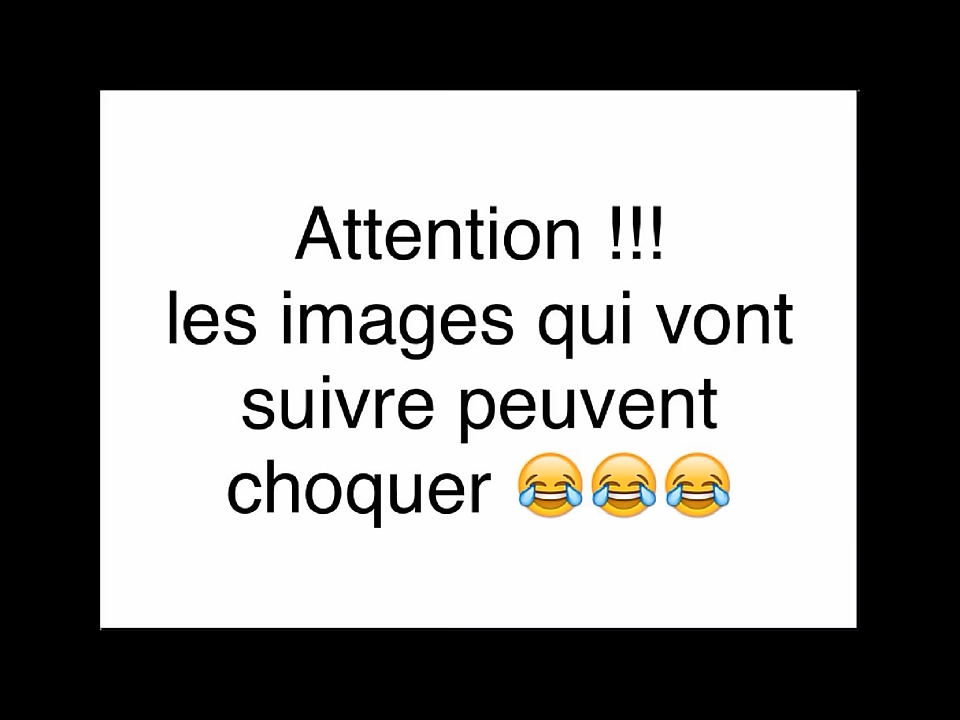 Attention !!!
les images qui vont
suivre peuvent
choquer 😂😂😂